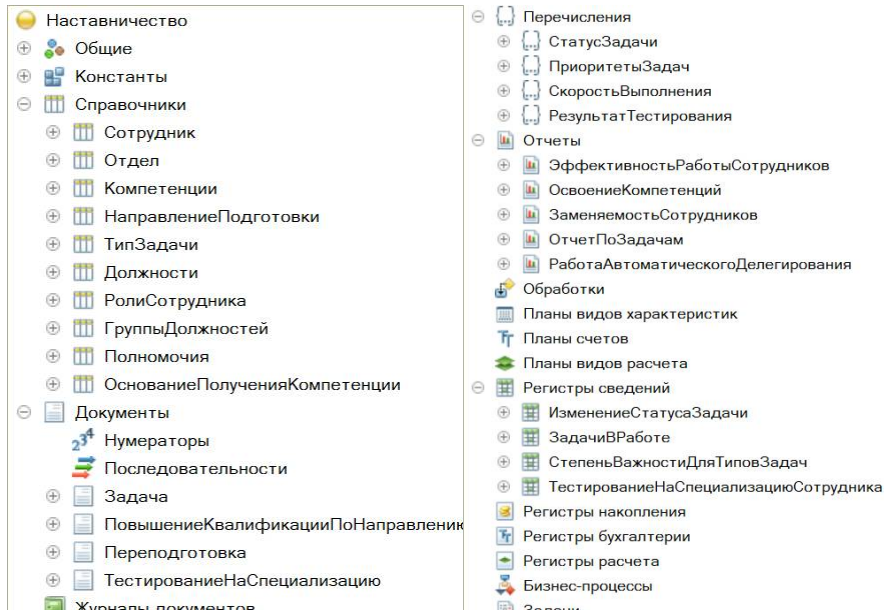 Наставничество
Общие
Константы
Справочники
Сотрудник
Отдел
Компетенции
НаправлениеПодготовки
ТипЗадачи
Должности
РолиСотрудника
ГруппыДолжностей
Полномочия
ОснованиеПолученияКомпетенции
Документы
Нумераторы
Последовательности
Задача
ПовышениеКвалификацииПоНаправлению
Переподготовка
ТестированиеНаСпециализацию
Журналы документов
Перечисления
СтатусЗадачи
ПриоритетыЗадач
СкоростьВыполнения
РезультатТестирования
Отчеты
ЭффективностьРаботыСотрудников
ОсвоениеКомпетенций
ЗаменяемостьСотрудников
ОтчетПоЗадачам
РаботаАвтоматическогоДелегирования
Обработки
Планы видов характеристик
Планы счетов
Планы видов расчета
Регистры сведений
ИзменениеСтатусаЗадачи
ЗадачиВРаботе
СтепеньВажностиДляТиповЗадач
ТестированиеНаСпециализациюСотрудника
Регистры накопления
Регистры бухгалтерии
Регистры расчета
Бизнес-процессы
Задачи